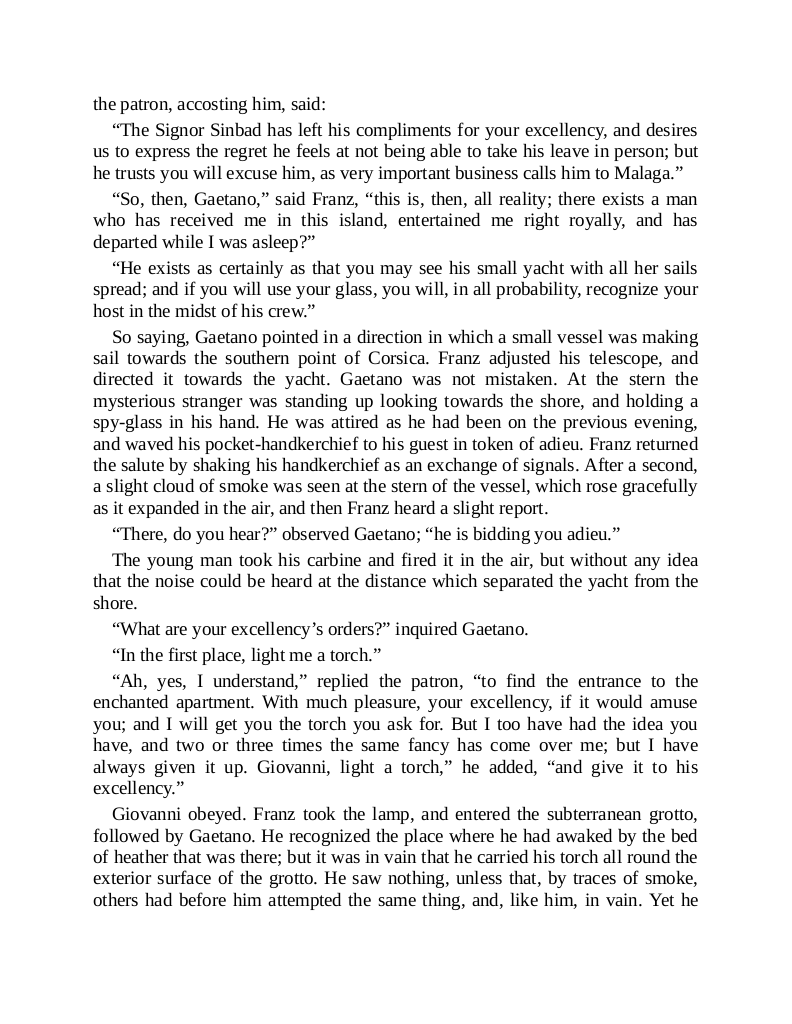 the patron, accosting him, said:
“The Signor Sinbad has left his compliments for your excellency, and desires
us to express the regret he feels at not being able to take his leave in person; but
he trusts you will excuse him, as very important business calls him to Malaga.”
“So, then, Gaetano,” said Franz, “this is, then, all reality; there exists a man
who has received me in this island, entertained me right royally, and has
departed while I was asleep?”
“He exists as certainly as that you may see his small yacht with all her sails
spread; and if you will use your glass, you will, in all probability, recognize your
host in the midst of his crew.”
So saying, Gaetano pointed in a direction in which a small vessel was making
sail towards the southern point of Corsica. Franz adjusted his telescope, and
directed it towards the yacht. Gaetano was not mistaken. At the stern the
mysterious stranger was standing up looking towards the shore, and holding a
spy-glass in his hand. He was attired as he had been on the previous evening,
and waved his pocket-handkerchief to his guest in token of adieu. Franz returned
the salute by shaking his handkerchief as an exchange of signals. After a second,
a slight cloud of smoke was seen at the stern of the vessel, which rose gracefully
as it expanded in the air, and then Franz heard a slight report.
“There, do you hear?” observed Gaetano; “he is bidding you adieu.”
The young man took his carbine and fired it in the air, but without any idea
that the noise could be heard at the distance which separated the yacht from the
shore.
“What are your excellency’s orders?” inquired Gaetano.
“In the first place, light me a torch.”
“Ah, yes, I understand,” replied the patron, “to find the entrance to the
enchanted apartment. With much pleasure, your excellency, if it would amuse
you; and I will get you the torch you ask for. But I too have had the idea you
have, and two or three times the same fancy has come over me; but I have
always given it up. Giovanni, light a torch,” he added, “and give it to his
excellency.”
Giovanni obeyed. Franz took the lamp, and entered the subterranean grotto,
followed by Gaetano. He recognized the place where he had awaked by the bed
of heather that was there; but it was in vain that he carried his torch all round the
exterior surface of the grotto. He saw nothing, unless that, by traces of smoke,
others had before him attempted the same thing, and, like him, in vain. Yet he